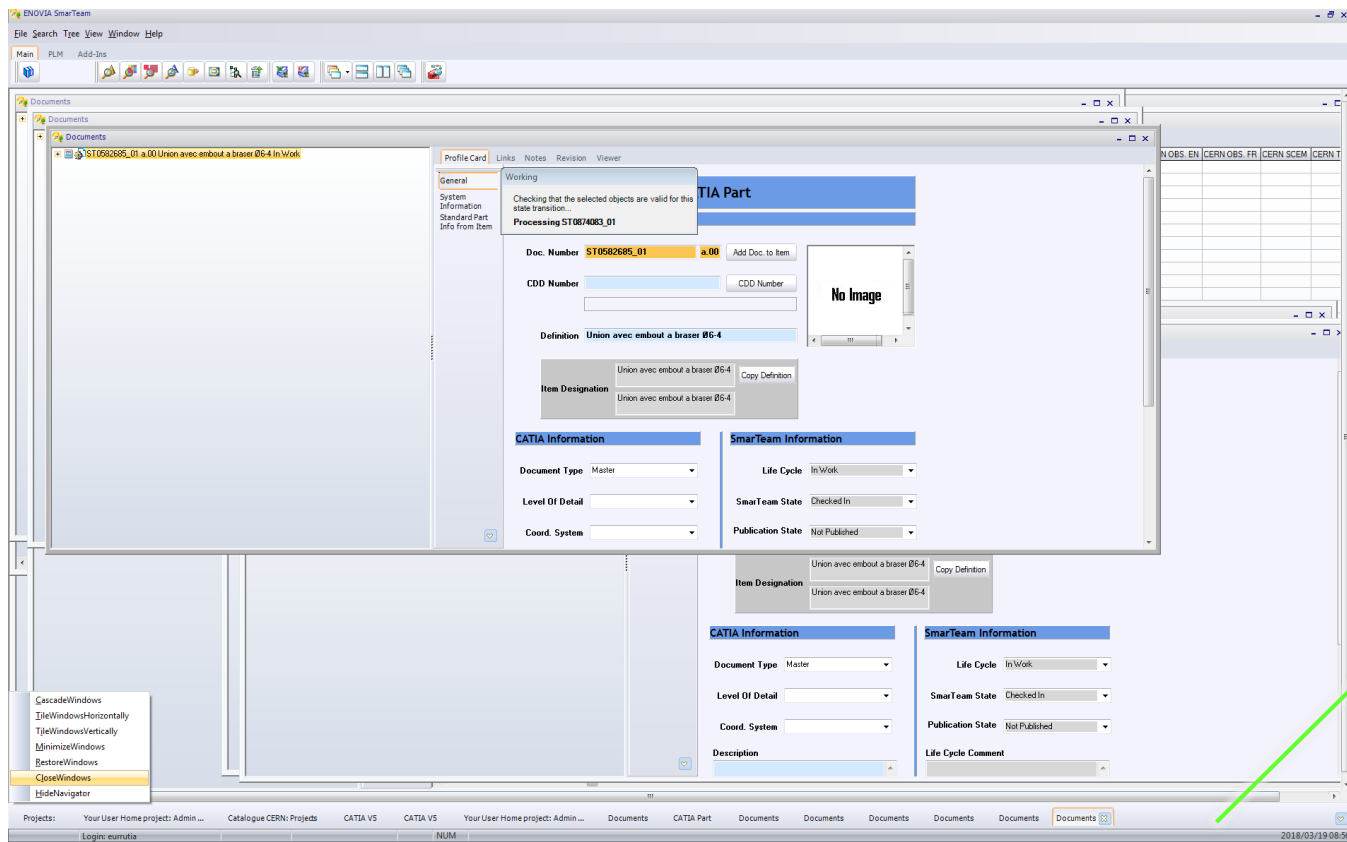 ENOVIA SmarTeam
File Search Tree View Window Help
Main PLM Add-Ins
Documents
Documents
Documents
ST0582685_01 a.00 Union avec embout a braser Ø6-4 In Work
Profile Card Links Notes Revision Viewer
N OBS. EN CERN OBS. FR CERN SCEM CERN T
General
System
Information
Standard Part
Info from Item
Working
Checking that the selected objects are valid for this
state transition...
Processing ST0874083_01
TIA Part
Doc. Number ST0582685_01 a.00 Add Doc. to Item
CDD Number CDD Number
No Image
Definition Union avec embout a braser Ø6-4
Item Designation
Union avec embout a braser Ø6-4
Copy Definition
Union avec embout a braser Ø6-4
CATIA Information SmarTeam Information
Document Type Master Life Cycle In Work
Level Of Detail SmarTeam State Checked In
Coord. System Publication State Not Published
Item Designation
Union avec embout a braser Ø6-4
Copy Definition
Union avec embout a braser Ø6-4
CATIA Information SmarTeam Information
Document Type Master Life Cycle In Work
Level Of Detail SmarTeam State Checked In
Coord. System Publication State Not Published
Description Life Cycle Comment
CascadeWindows
TileWindowsHorizontally
TileWindowsVertically
MinimizeWindows
RestoreWindows
CloseWindows
HideNavigator
Projects: Your User Home project: Admin ... Catalogue CERN: Projects CATIA V5 CATIA V5 Your User Home project: Admin ... Documents CATIA Part Documents Documents Documents Documents Documents Documents
Login: eurrutia NUM 2018/03/19 08:50